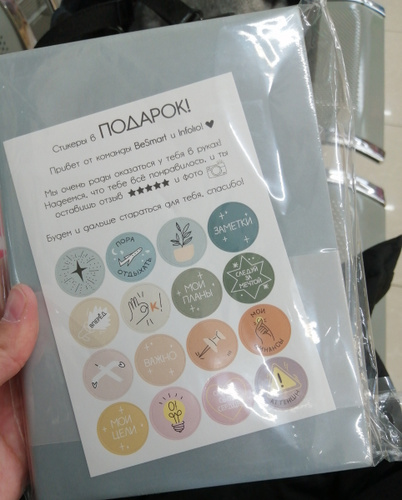 Стикеры в ПОДАРОК!
Привет от команды BeSmart и Infolio!
Мы очень рады оказаться у тебя в руках!
Надеемся, что тебе всё понравилось, и ты
оставишь отзыв ★★★★★ и фото
Будем и дальше стараться для тебя, спасибо!
ПОРА
ОТДЫХАТЬ
ЗАМЕТКИ
ВПЕРЁД
МОИ
ПЛАНЫ
СЛЕДУЙ
ЗА
МЕЧТОЙ
ВАЖНО
МОЙ
МОИ
ЦЕЛИ